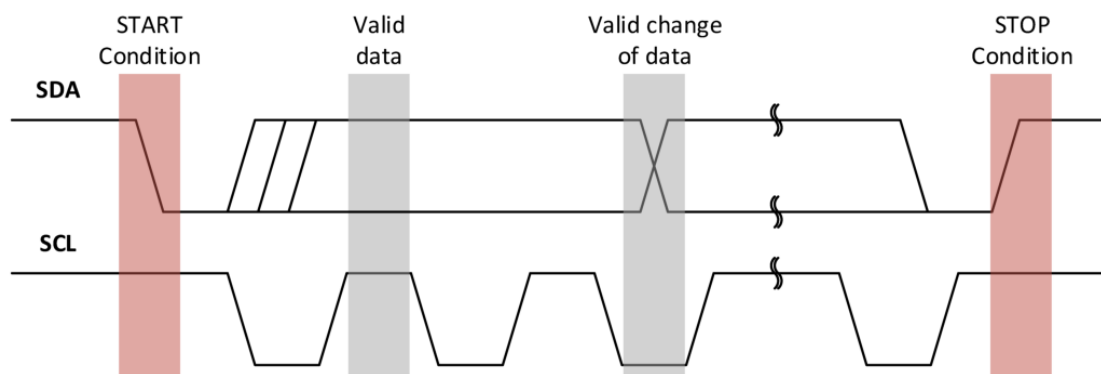 START
Condition
Valid
data
Valid change
of data
STOP
Condition
SDA
SCL